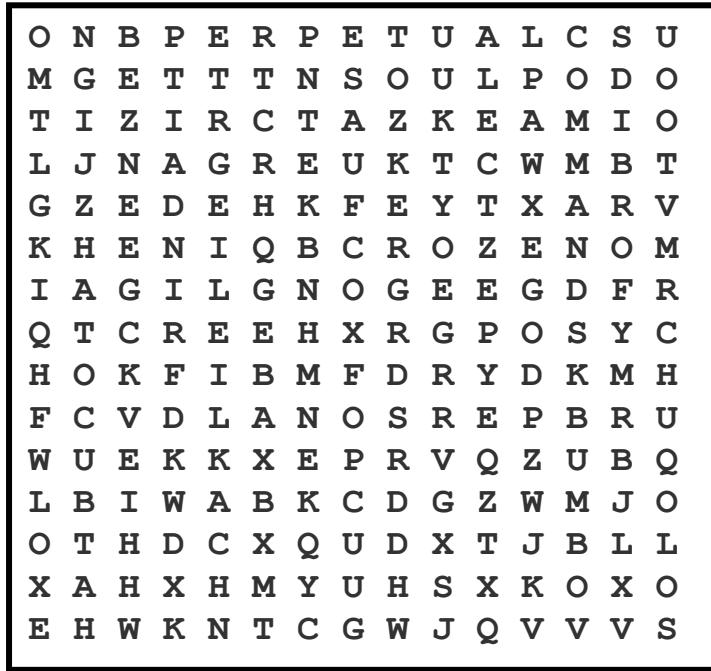 O N B P E R P E T U A L C S U
M G E T T T N S O U L P O D O
T I Z I R C T A Z K E A M I O
L J N A G R E U K T C W M B T
G Z E D E H K F E Y T X A R V
K H E N I Q B C R O Z E N O M
I A G I L G N O G E E G D F R
Q T C R E E H X R G P O S Y C
H O K F I B M F D R Y D K M H
F C V D L A N O S R E P B R U
W U E K K X E P R V Q Z U B Q
L B I W A B K C D G Z W M J O
O T H D C X Q U D X T J B L L
X A H X H M Y U H S X K O X O
E H W K N T C G W J Q V V V S